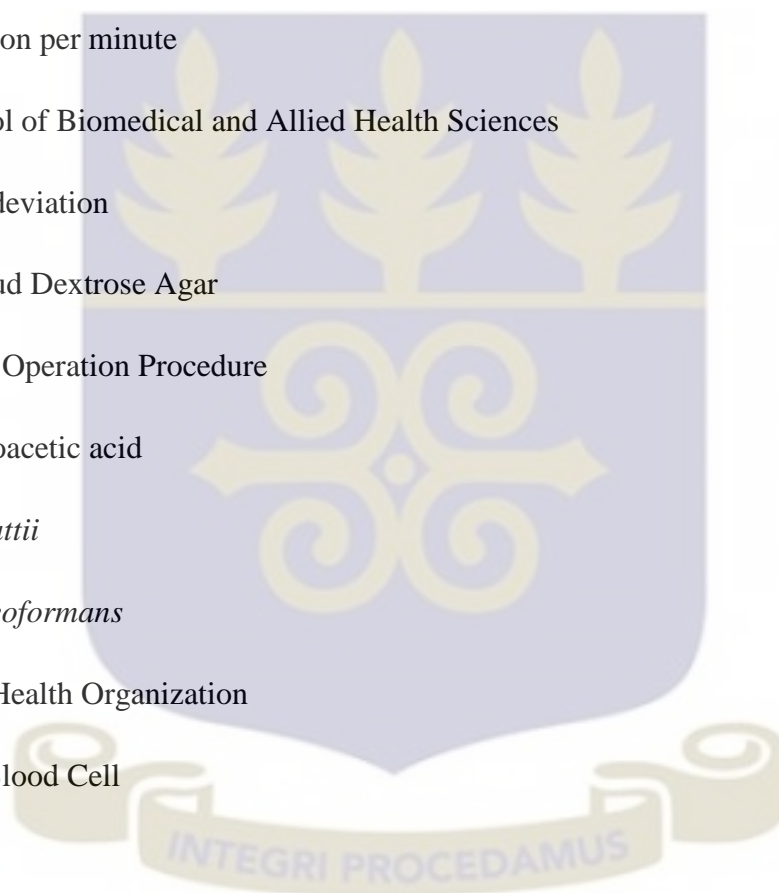 on per minute
ol of Biomedical and Allied Health Sciences
deviation
ud Dextrose Agar
Operation Procedure
oacetic acid
attii
oformans
Health Organization
lood Cell
INTEGRI PROCEDAMUS